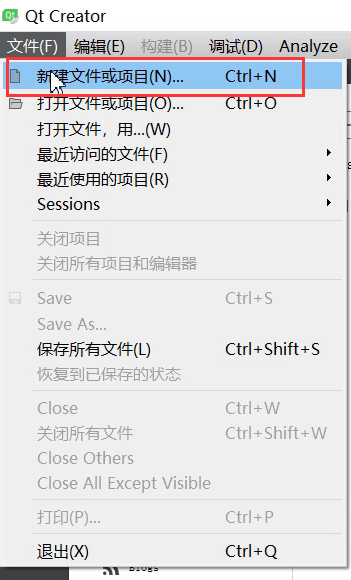 Qt Creator
文件(F) 编辑(E) 构建(B) 调试(D) Analyze
新建文件或项目(N)... Ctrl+N
打开文件或项目(O)... Ctrl+O
打开文件，用...(W)
最近访问的文件(F)
最近使用的项目(R)
Sessions
关闭项目
关闭所有项目和编辑器
Save Ctrl+S
Save As...
保存所有文件(L) Ctrl+Shift+S
恢复到已保存的状态
Close Ctrl+W
关闭所有文件 Ctrl+Shift+W
Close Others
Close All Except Visible
打印(P)... Ctrl+P
退出(X) Ctrl+Q
Blogs